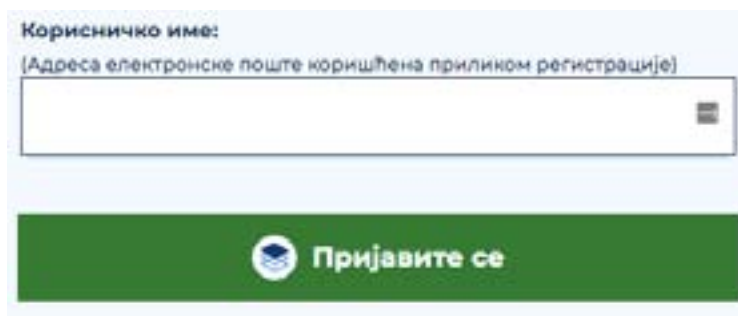 Корисничко име:
(Адреса електронске поште коришћена приликом регистрације)
Пријавите се